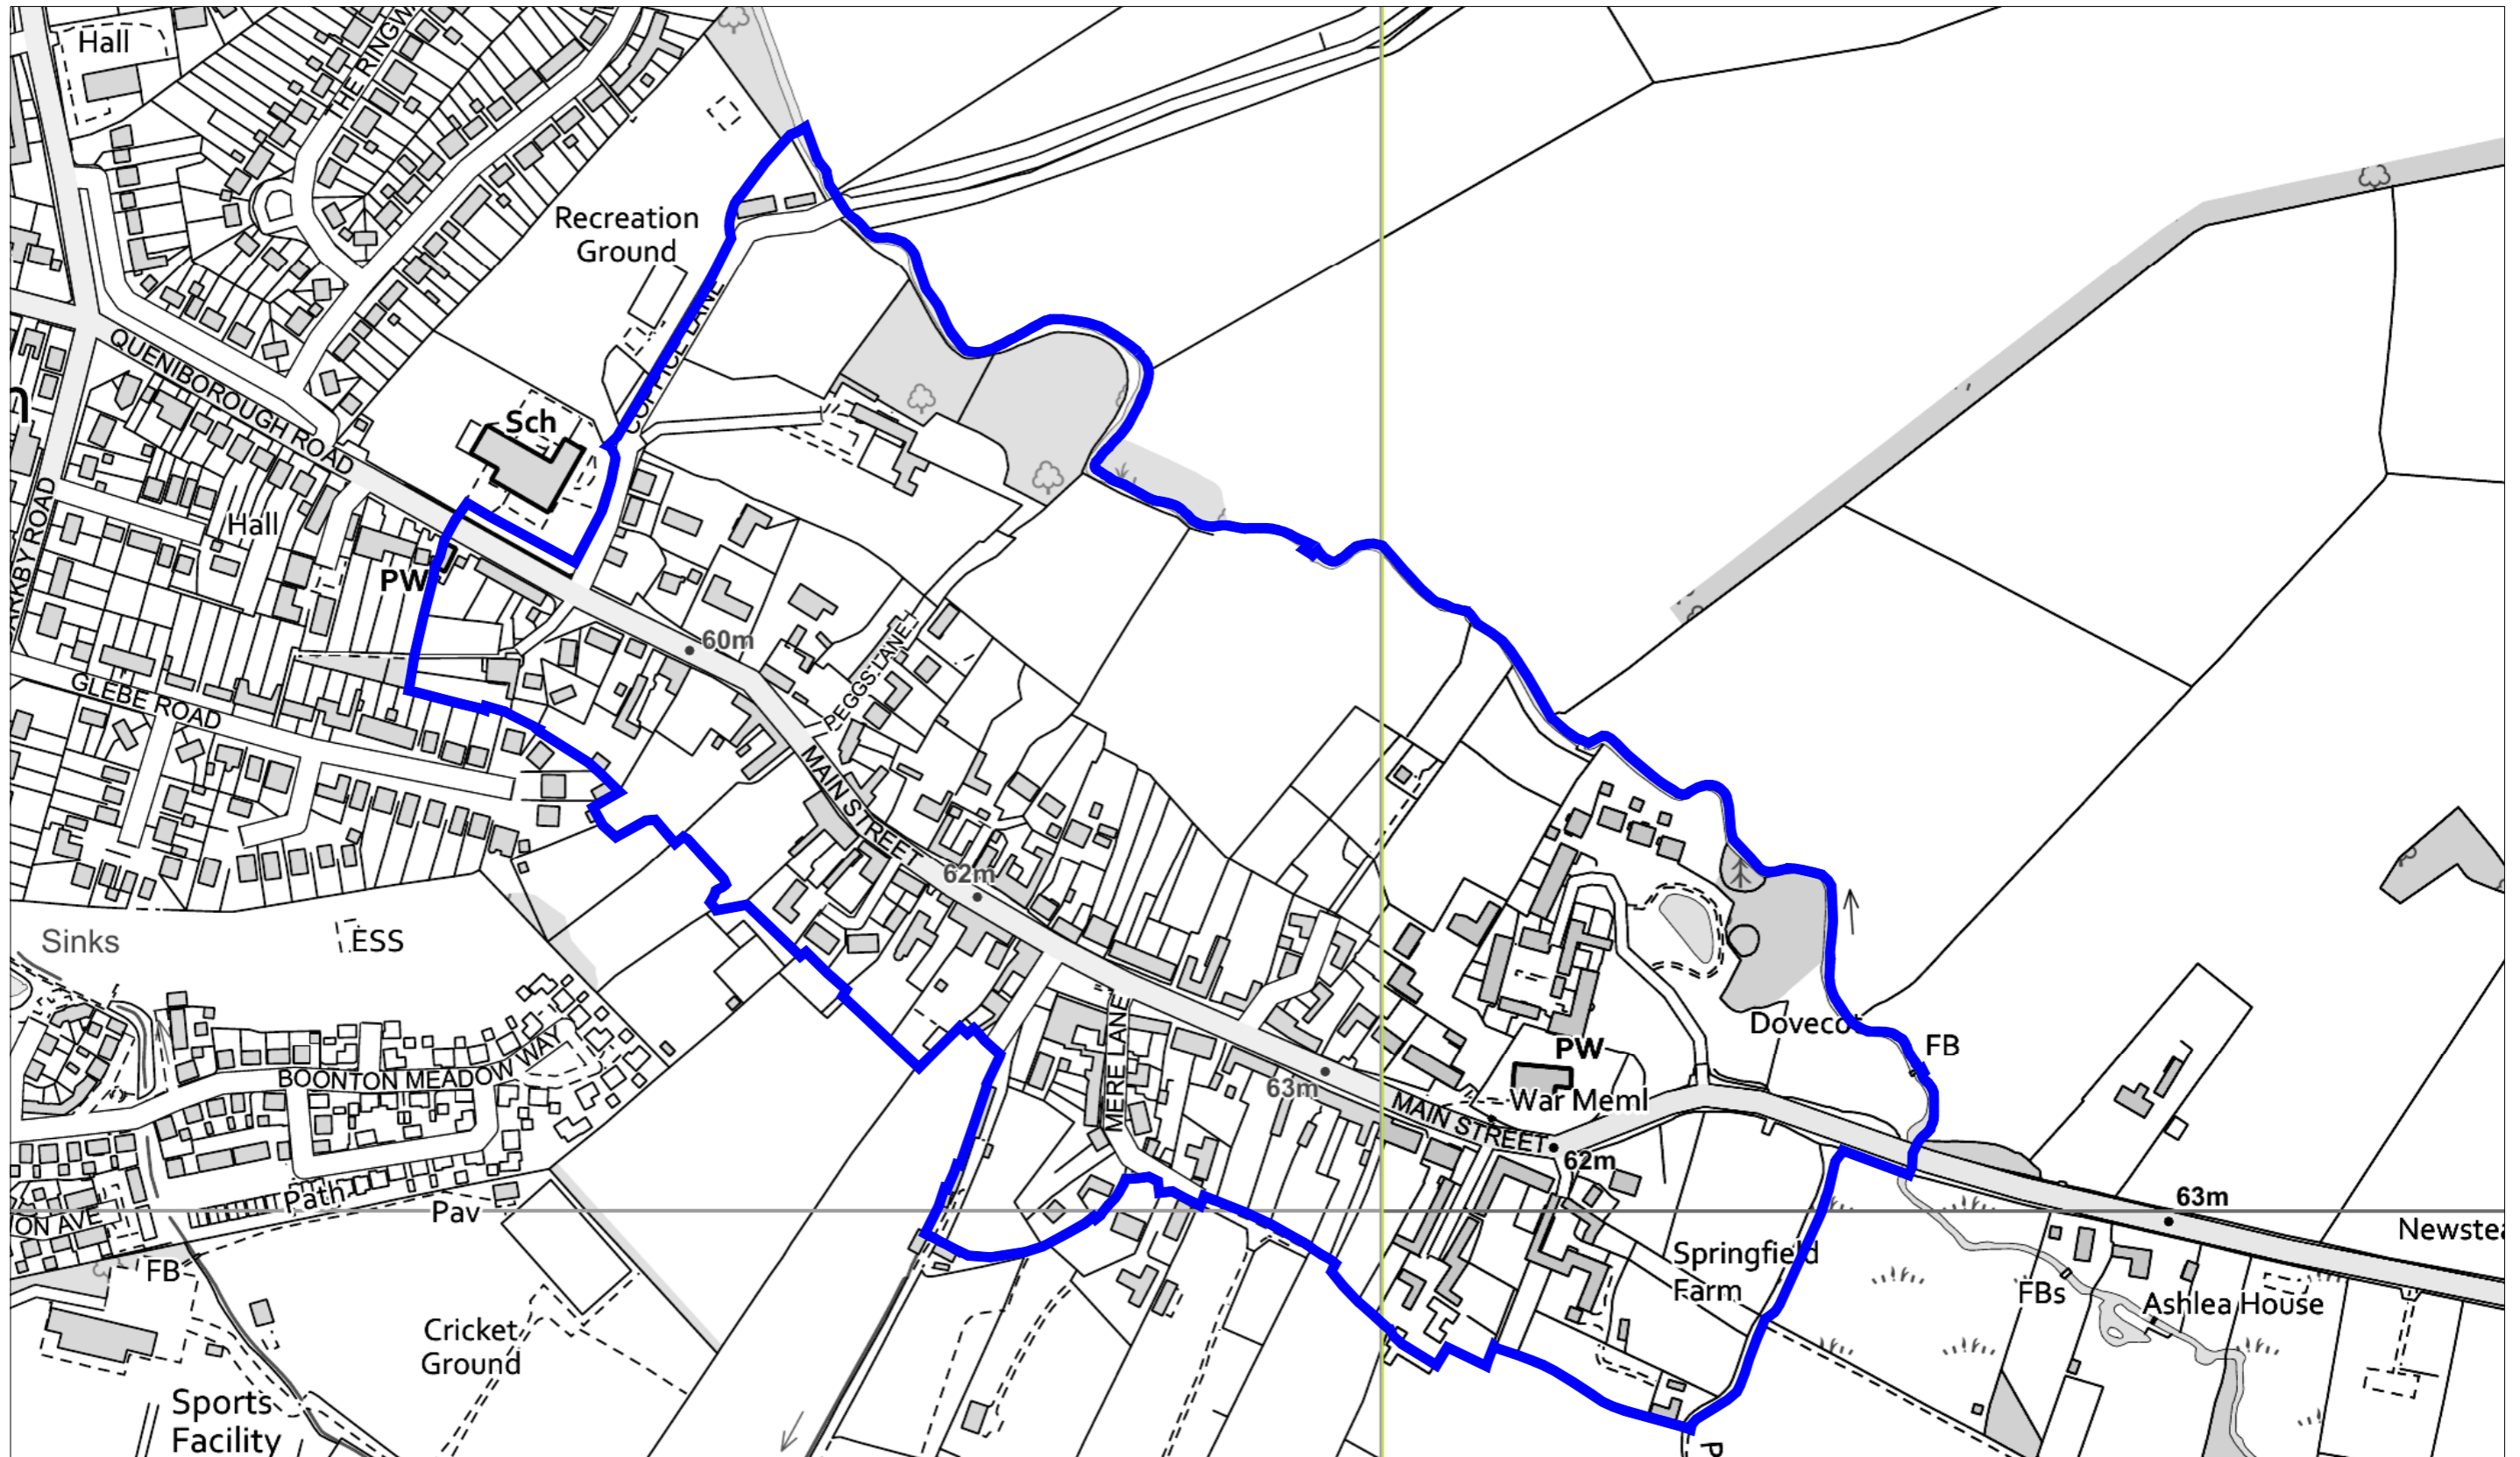 Hall
Recreation
Ground
QUENIBOROUGH ROAD
COPPICE LANE
Sch
Hall
PW
60m
GLEBE ROAD
PEGGS LANE
MAIN STREET
62m
Sinks
ESS
Dovecot
FB
PW
BOONTON MEADOW WAY
MERE LANE
63m
War Meml
MAIN STREET
62m
Path
Pav
63m
FB
Springfield
Farm
FBs
Ashlea House
Cricket
Ground
Sports
Facility